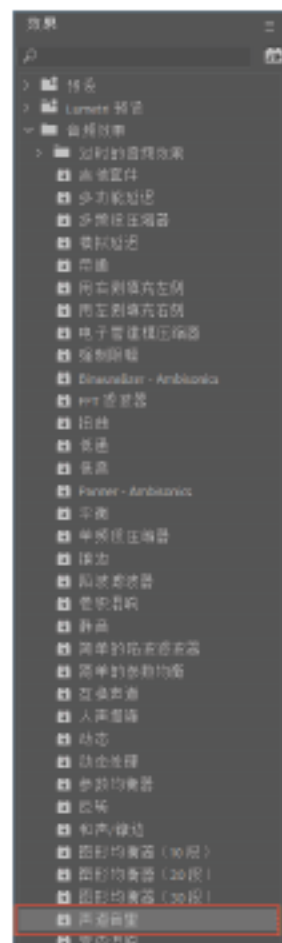 效果
预设
Lumetri 预设
音频效果
过时的音频效果
吉他套件
多功能延迟
多频段压缩器
模拟延迟
带通
用右侧填充左侧
用左侧填充右侧
电子管建模压缩器
强制限幅
Binauralizer - Ambisonics
FFT 滤波器
扭曲
低通
低音
Panner - Ambisonics
平衡
单频段压缩器
镶边
陷波滤波器
卷积混响
静音
简单的陷波滤波器
简单的参数均衡
互换声道
人声增强
动态
动态处理
参数均衡器
反转
和声/镶边
图形均衡器（10 段）
图形均衡器（20 段）
图形均衡器（30 段）
声道音量